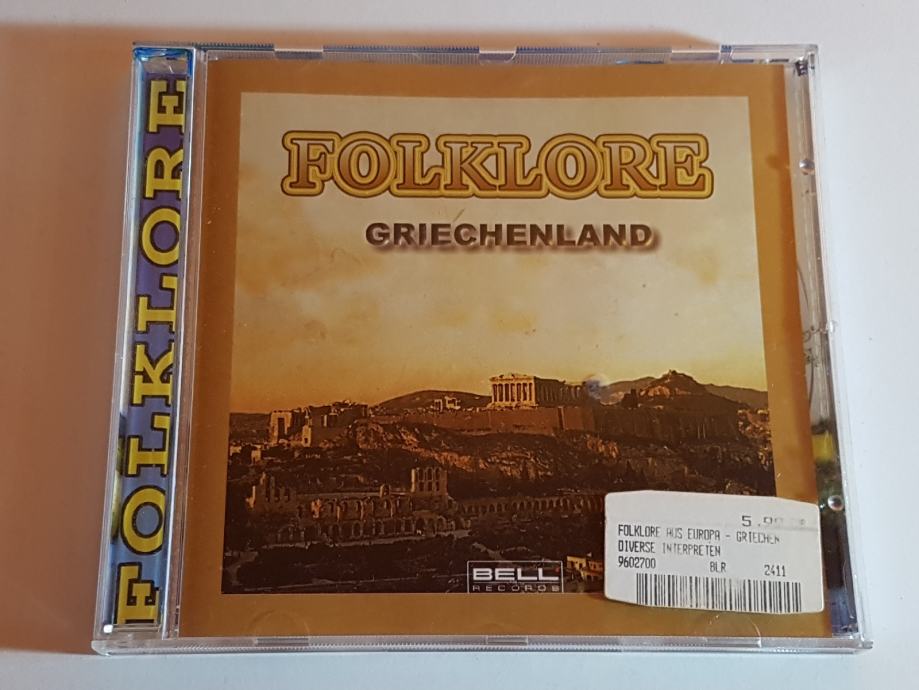 FOLKLORE
FOLKLORE
GRIECHENLAND
BELL
RECORDS
FOLKLORE AUS EUROPA - GRIECHEN
DIVERSE INTERPRETEN
9602700 BLR 2411